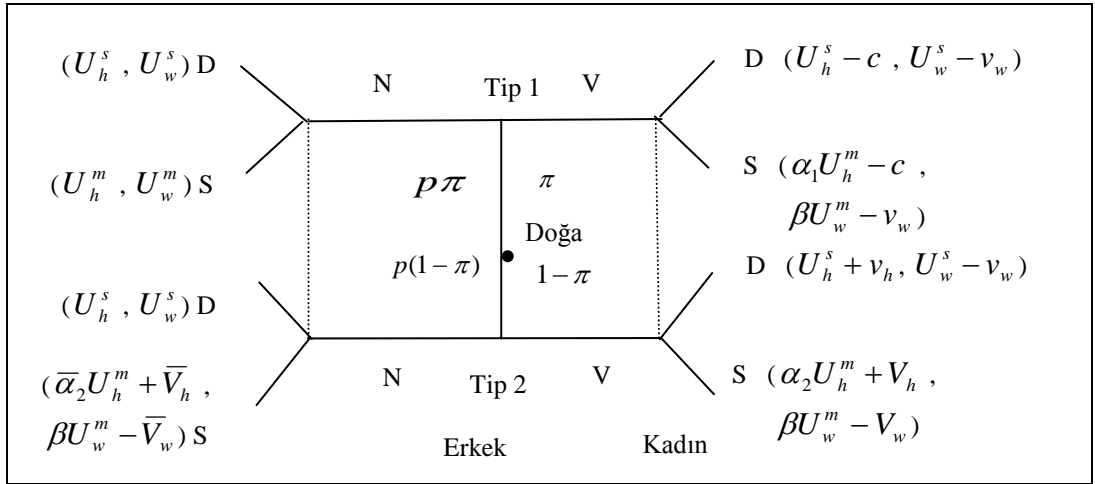 (U_h^s , U_w^s) D
N
Tip 1
V
D (U_h^s − c , U_w^s − v_w)
(U_h^m , U_w^m) S
pπ
π
S (α_1U_h^m − c ,
βU_w^m − v_w)
Doğa
p(1 − π)
1 − π
D (U_h^s + v_h, U_w^s − v_w)
(U_h^s , U_w^s) D
N
Tip 2
V
(ᾱ_2U_h^m + V̄_h ,
βU_w^m − V̄_w) S
S (α_2U_h^m + V_h ,
βU_w^m − V_w)
Erkek
Kadın